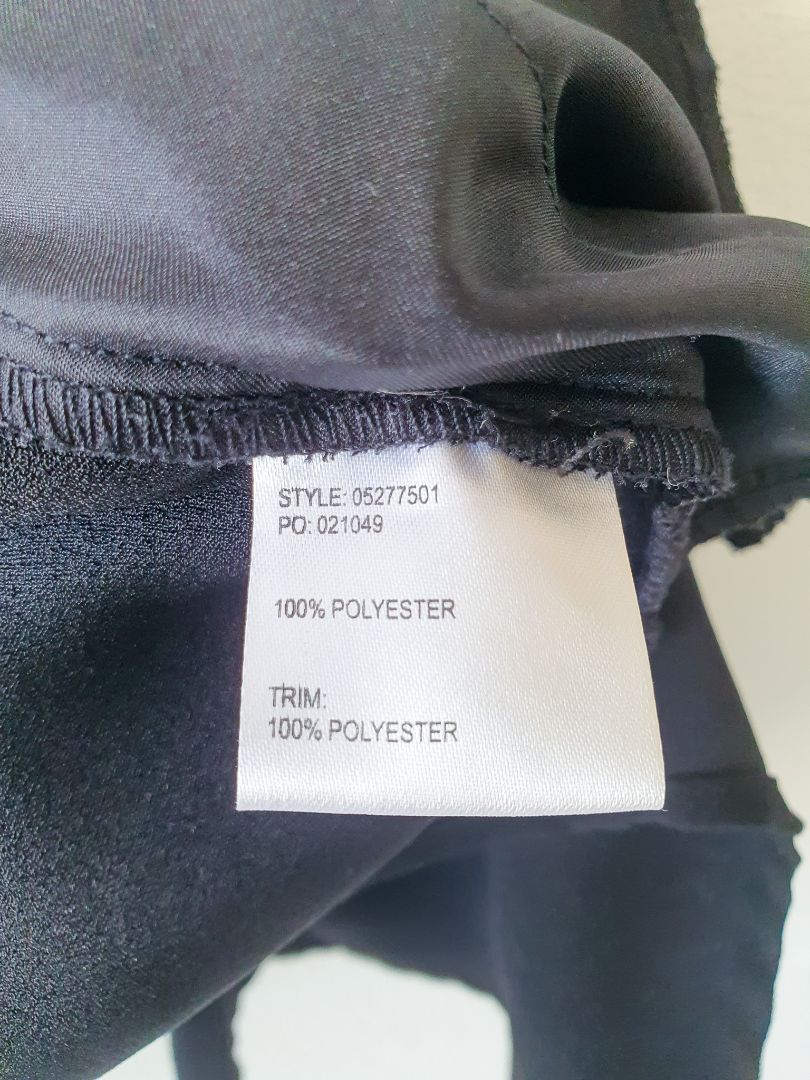 STYLE: 05277501
PO: 021049
100% POLYESTER
TRIM:
100% POLYESTER